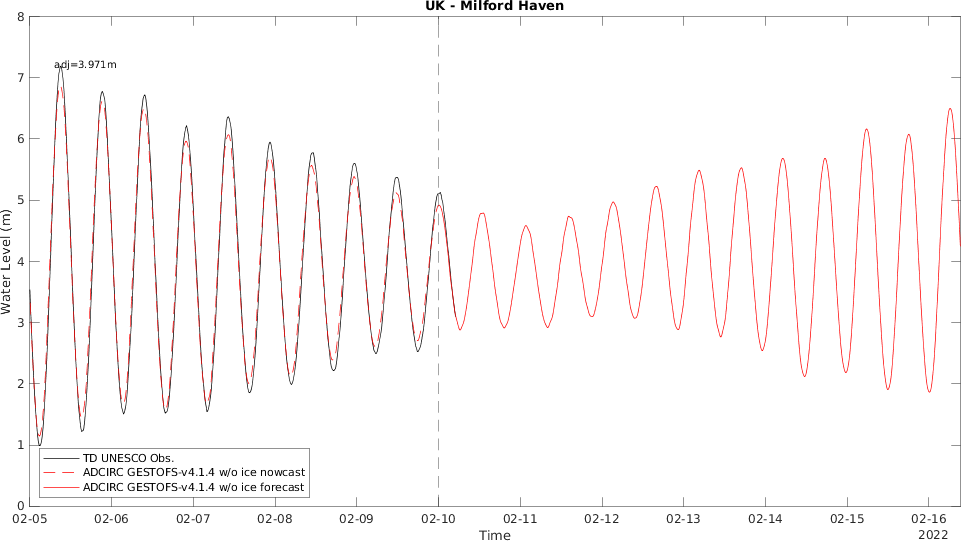 UK - Milford Haven
8
7
6
5
4
3
2
1
0
Water Level (m)
adj=3.971m
TD UNESCO Obs.
ADCIRC GESTOFS-v4.1.4 w/o ice nowcast
ADCIRC GESTOFS-v4.1.4 w/o ice forecast
02-05 02-06 02-07 02-08 02-09 02-10 02-11 02-12 02-13 02-14 02-15 02-16
Time
2022